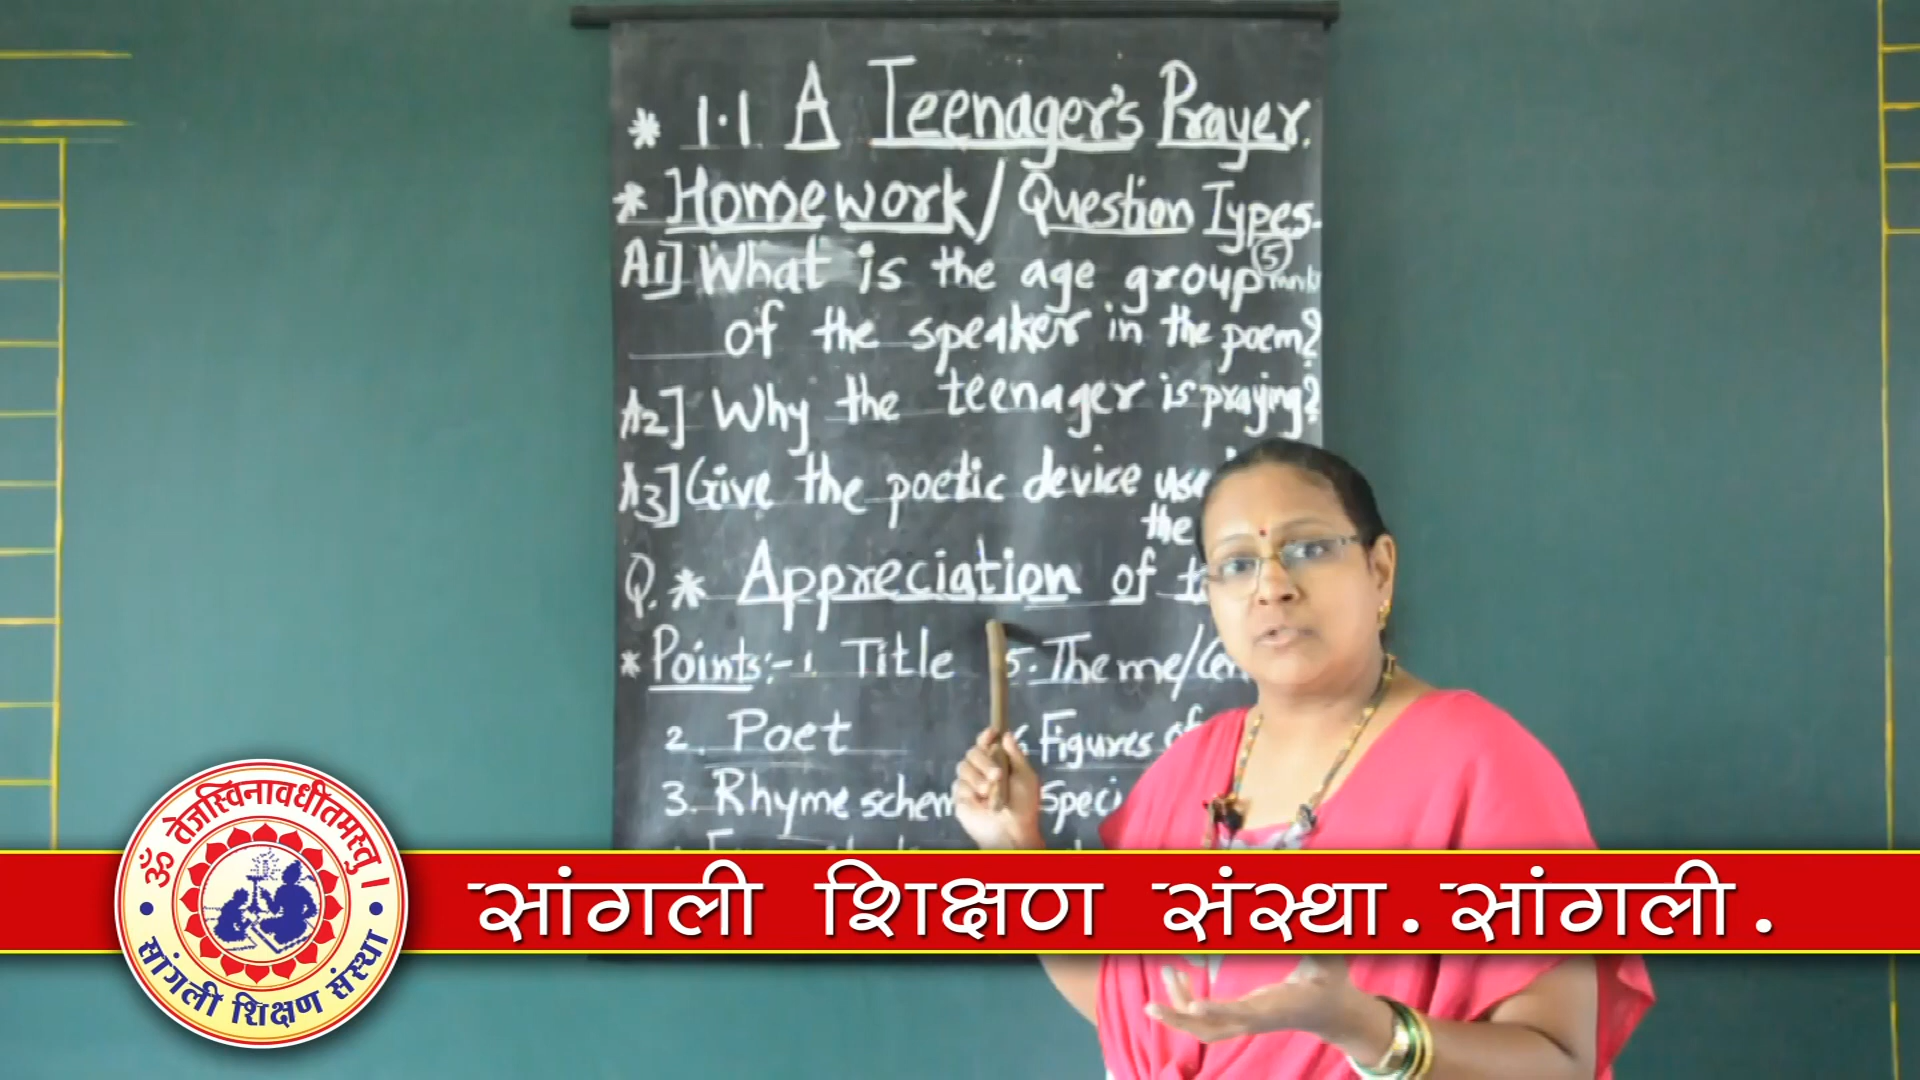 * 1.1 A Teenager's Prayer.
* Homework / Question Types.
A1] What is the age group 5
of the speaker in the poem?
A2] Why the teenager is praying?
A3] Give the poetic device
the
Q. * Appreciation of
* Points:- 1. Title 5. Theme/
2. Poet 6 Figures of
3. Rhyme
सांगली शिक्षण संस्था. सांगली.
ॐ तेजस्विनावधीतमस्तु ।
सांगली शिक्षण संस्था